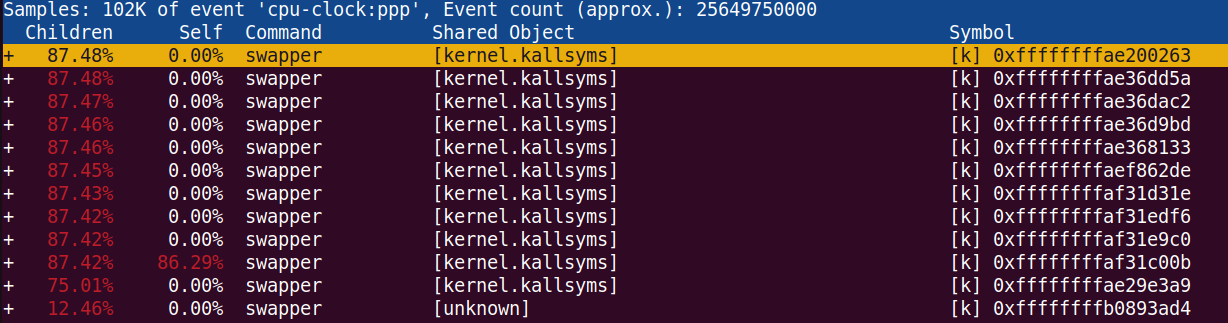 Samples: 102K of event 'cpu-clock:ppp', Event count (approx.): 25649750000
Children Self Command Shared Object Symbol
+ 87.48% 0.00% swapper [kernel.kallsyms] [k] 0xffffffffae200263
+ 87.48% 0.00% swapper [kernel.kallsyms] [k] 0xffffffffae36dd5a
+ 87.47% 0.00% swapper [kernel.kallsyms] [k] 0xffffffffae36dac2
+ 87.46% 0.00% swapper [kernel.kallsyms] [k] 0xffffffffae36d9bd
+ 87.46% 0.00% swapper [kernel.kallsyms] [k] 0xffffffffae368133
+ 87.45% 0.00% swapper [kernel.kallsyms] [k] 0xffffffffaef862de
+ 87.43% 0.00% swapper [kernel.kallsyms] [k] 0xffffffffaf31d31e
+ 87.42% 0.00% swapper [kernel.kallsyms] [k] 0xffffffffaf31edf6
+ 87.42% 0.00% swapper [kernel.kallsyms] [k] 0xffffffffaf31e9c0
+ 87.42% 86.29% swapper [kernel.kallsyms] [k] 0xffffffffaf31c00b
+ 75.01% 0.00% swapper [kernel.kallsyms] [k] 0xffffffffae29e3a9
+ 12.46% 0.00% swapper [unknown] [k] 0xffffffffb0893ad4